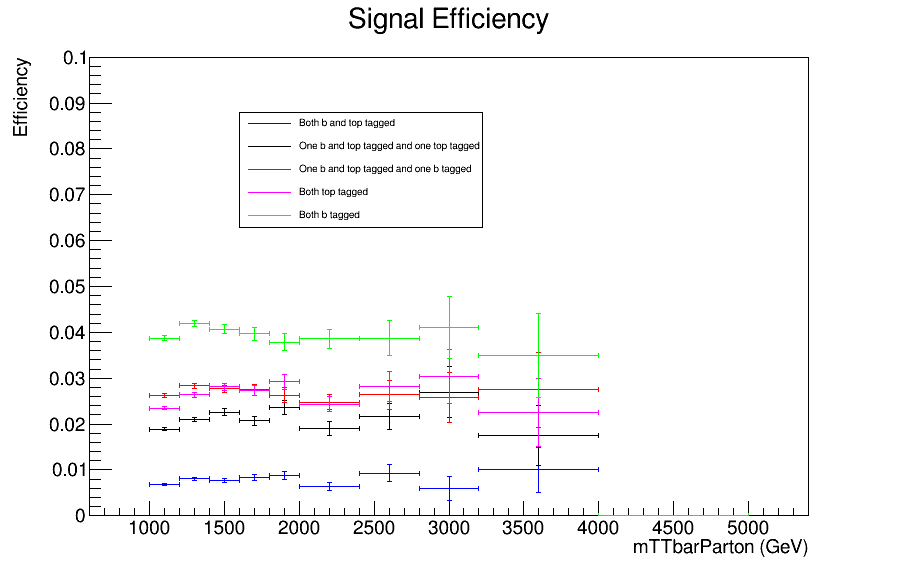 Signal Efficiency
Efficiency
0.1
0.09
0.08
0.07
0.06
0.05
0.04
0.03
0.02
0.01
0
Both b and top tagged
One b and top tagged and one top tagged
One b and top tagged and one b tagged
Both top tagged
Both b tagged
1000 1500 2000 2500 3000 3500 4000 4500 5000
mTTbarParton (GeV)